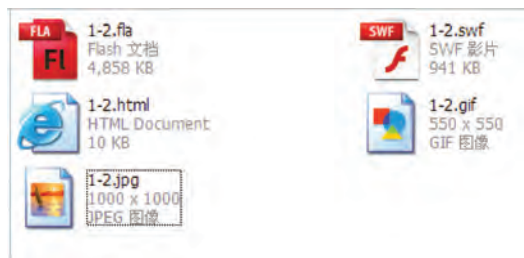 FLA
Fl
1-2.fla
Flash 文档
4,858 KB
SWF
1-2.swf
SWF 影片
941 KB
1-2.html
HTML Document
10 KB
1-2.gif
550 x 550
GIF 图像
1-2.jpg
1000 x 1000
JPEG 图像